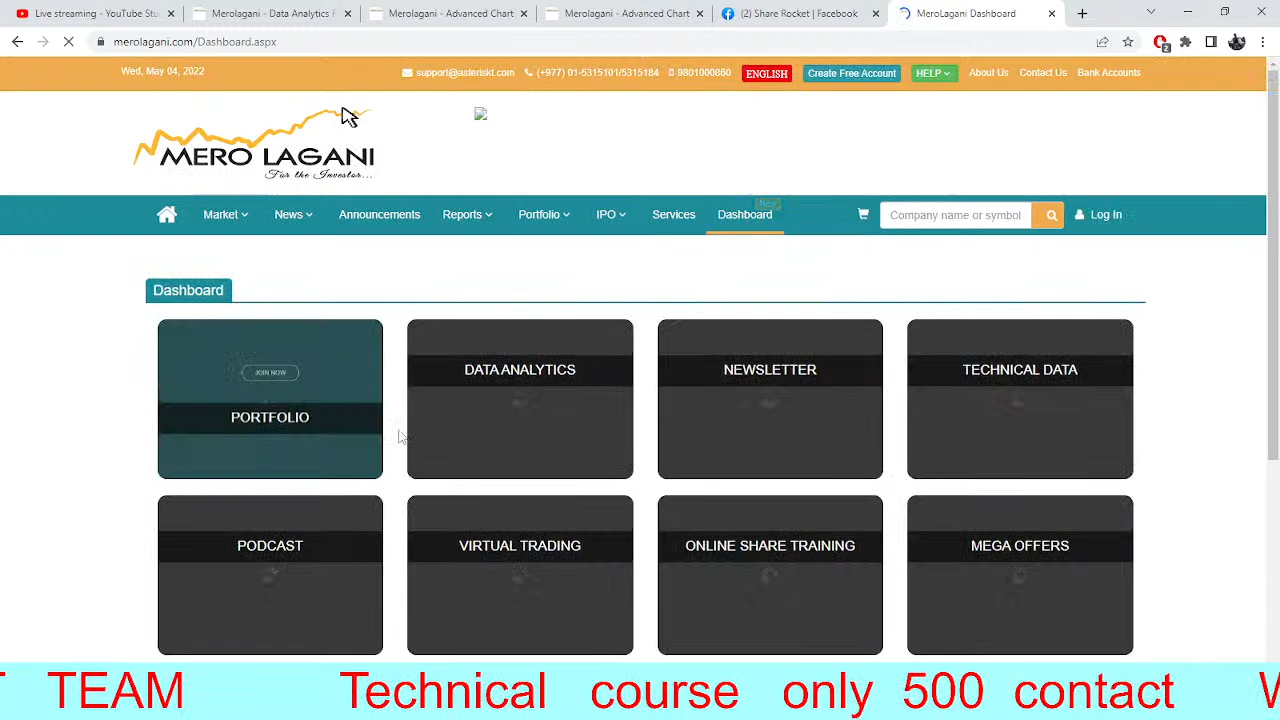 Live streaming - YouTube St
Merolagani - Data Analytics F
Merolagani - Advanced Chart
Merolagani - Advanced Chart
(2) Share Rocket | Facebook
MeroLagani Dashboard
merolagani.com/Dashboard.aspx
2
Wed, May 04, 2022
support@asteriskt.com (+977) 01-5315101/5315184 9801000860 ENGLISH Create Free Account HELP About Us Contact Us Bank Accounts
MERO LAGANI
For the Investor...
New
Market News Announcements Reports Portfolio IPO Services Dashboard Company name or symbol Log In
Dashboard
JOIN NOW
PORTFOLIO
DATA ANALYTICS
NEWSLETTER
TECHNICAL DATA
PODCAST
VIRTUAL TRADING
ONLINE SHARE TRAINING
MEGA OFFERS
TEAM Technical course only 500 contact